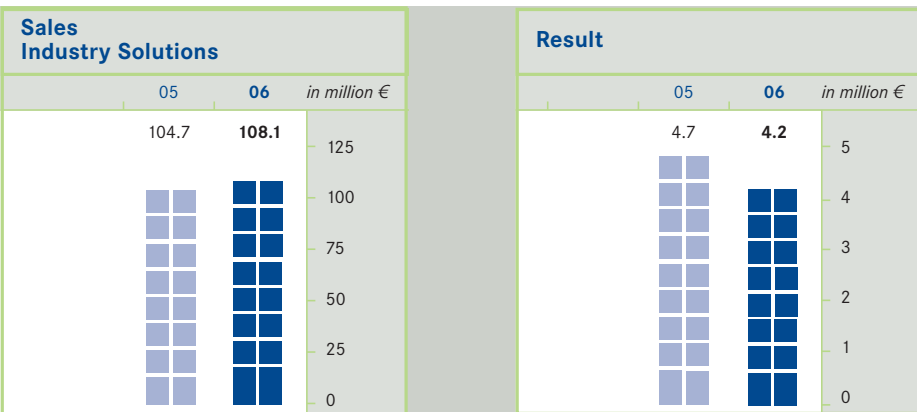 Sales
Industry Solutions
05 06 in million €
104.7 108.1
125
100
75
50
25
0
Result
05 06 in million €
4.7 4.2
5
4
3
2
1
0